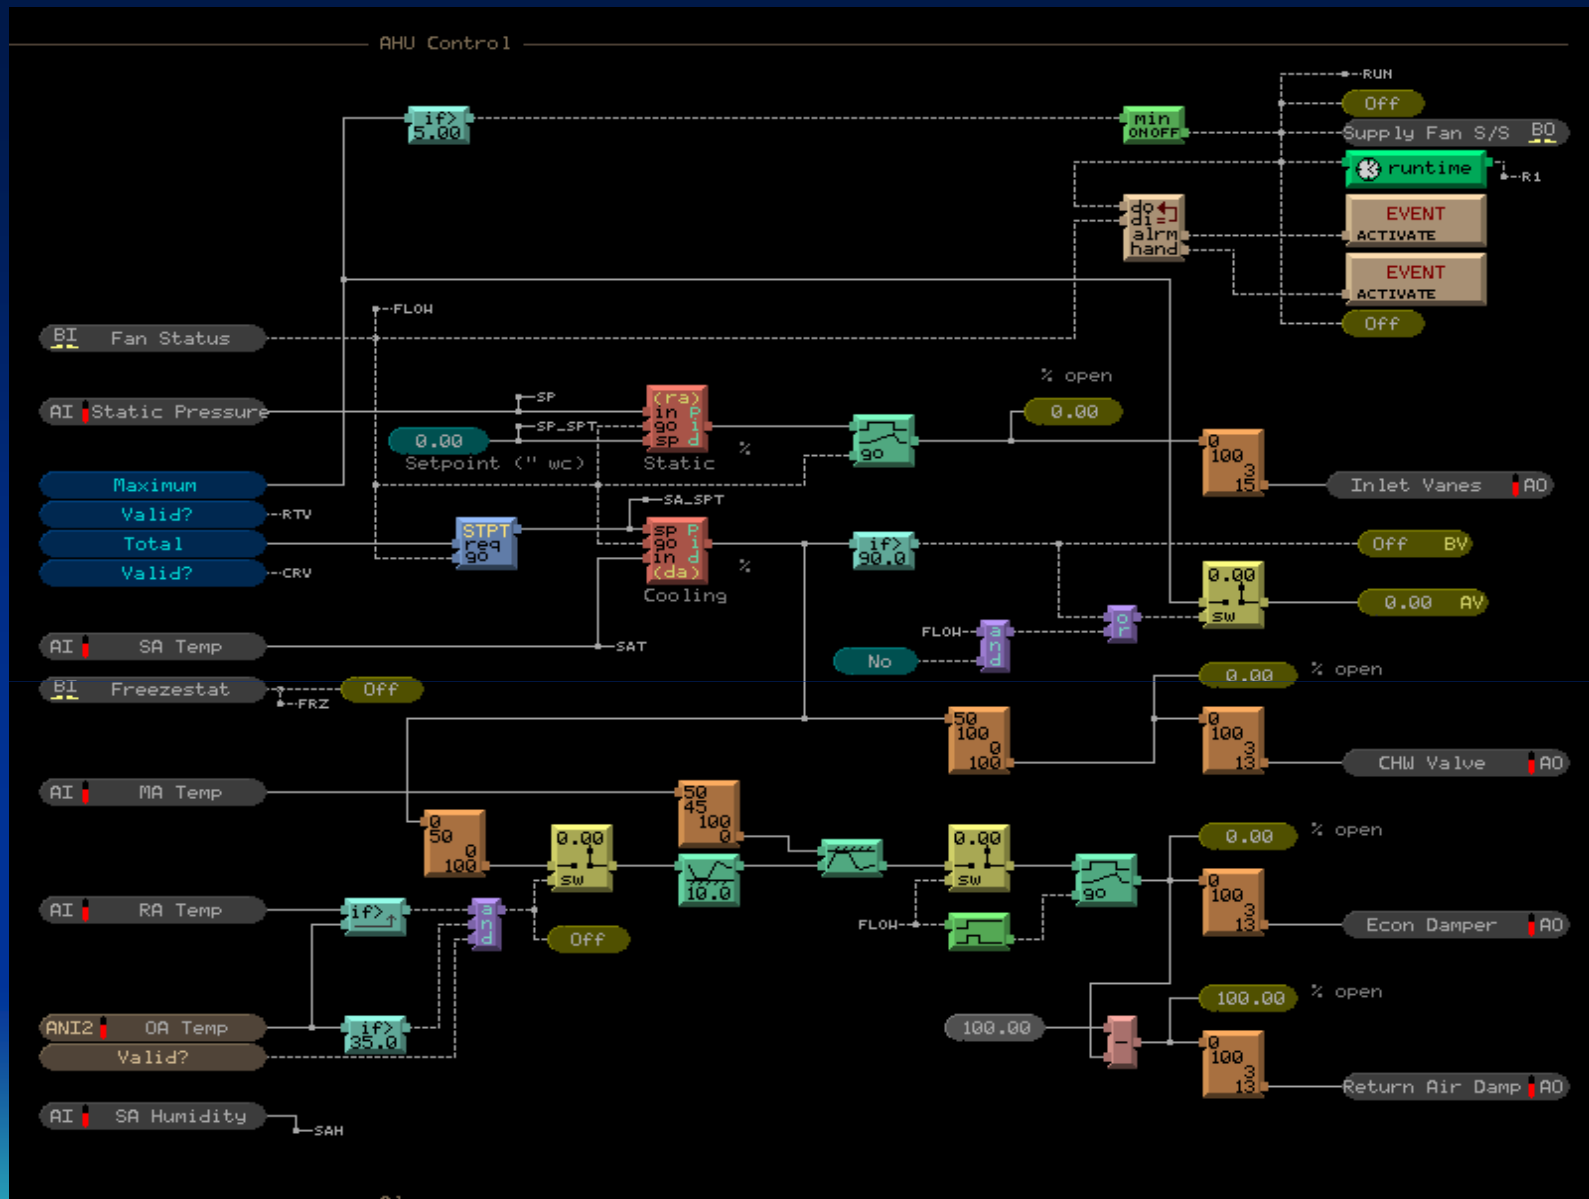 AHU Control
RUN
Off
if>
5.00
min
ONOFF
Supply Fan S/S BO
runtime
R1
do
di=
alrm
hand
EVENT
ACTIVATE
EVENT
ACTIVATE
Off
FLOW
BI Fan Status
% open
0.00
AI Static Pressure
SP
SP_SPT
0.00
Setpoint (" wc)
(ra)
in P
go i
sp d
Static
%
go
0
100
3
15
Inlet Vanes AO
Maximum
Valid?
RTV
Total
Valid?
CRV
STPT
req
go
SA_SPT
sp P
go i
in d
(da)
Cooling
%
if>
90.0
Off BV
0.00
sw
0.00 AV
or
FLOW
and
No
AI SA Temp
SAT
BI Freezestat
Off
FRZ
0.00
% open
50
100
0
100
0
100
3
13
CHW Valve AO
AI MA Temp
50
45
100
0
0
50
0
100
0.00
sw
10.0
0.00
sw
go
0.00
% open
0
100
3
13
Econ Damper AO
AI RA Temp
if>
and
Off
FLOW
ANI2 OA Temp
Valid?
if>
35.0
100.00
-
100.00
% open
0
100
3
13
Return Air Damp AO
AI SA Humidity
SAH